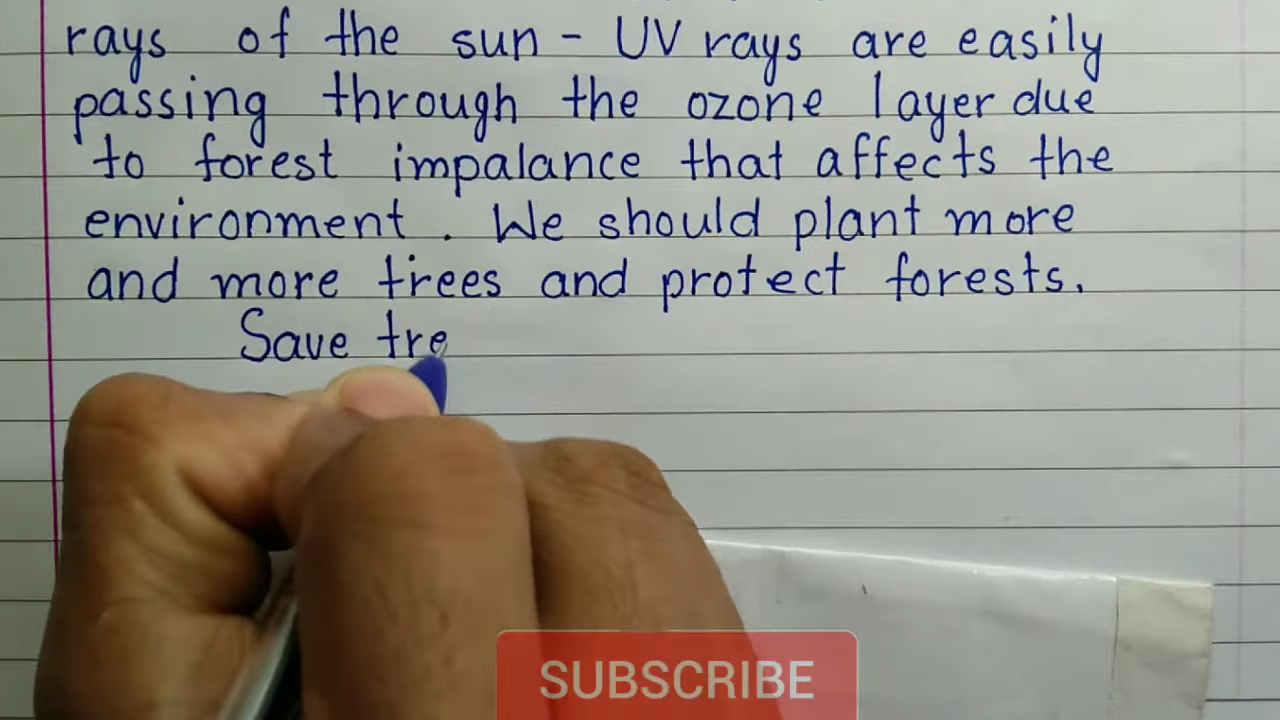 rays of the sun - UV rays are easily
passing through the ozone layer due
to forest impalance that affects the
environment. We should plant more
and more trees and protect forests.
Save tre
SUBSCRIBE